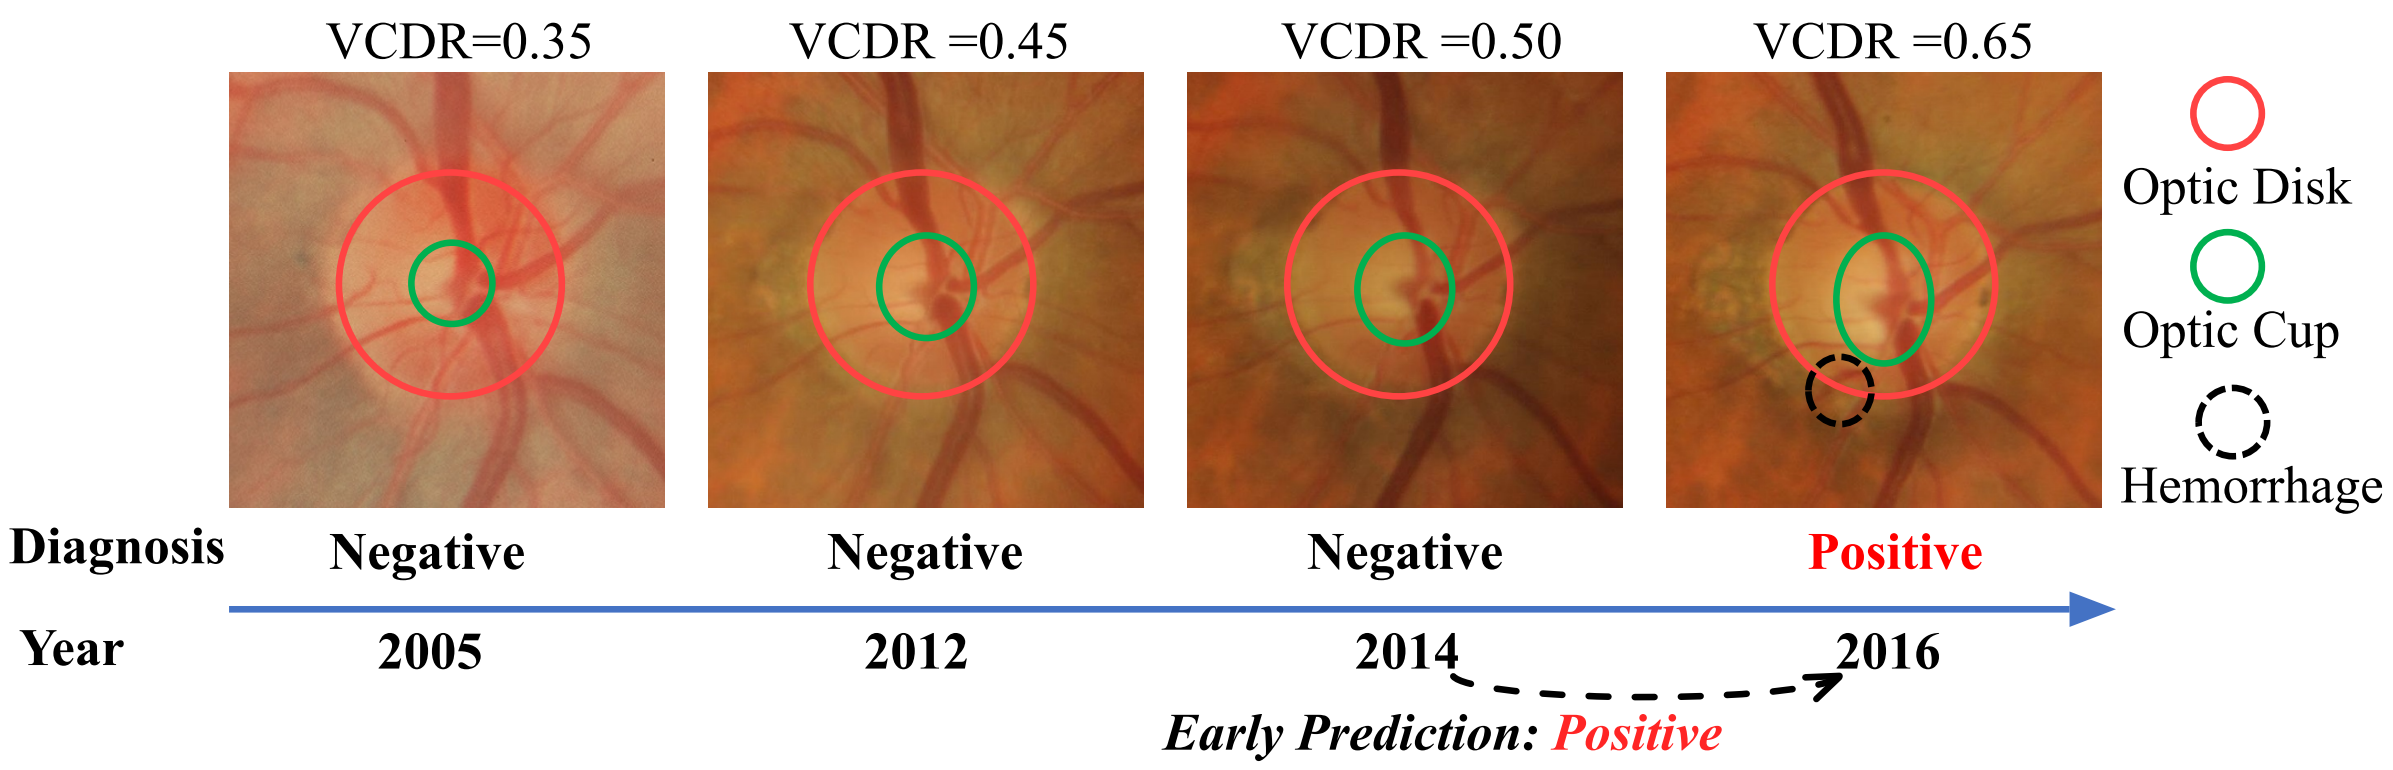 VCDR=0.35
VCDR =0.45
VCDR =0.50
VCDR =0.65
Optic Disk
Optic Cup
Hemorrhage
Diagnosis
Negative
Negative
Negative
Positive
Year
2005
2012
2014
2016
Early Prediction: Positive